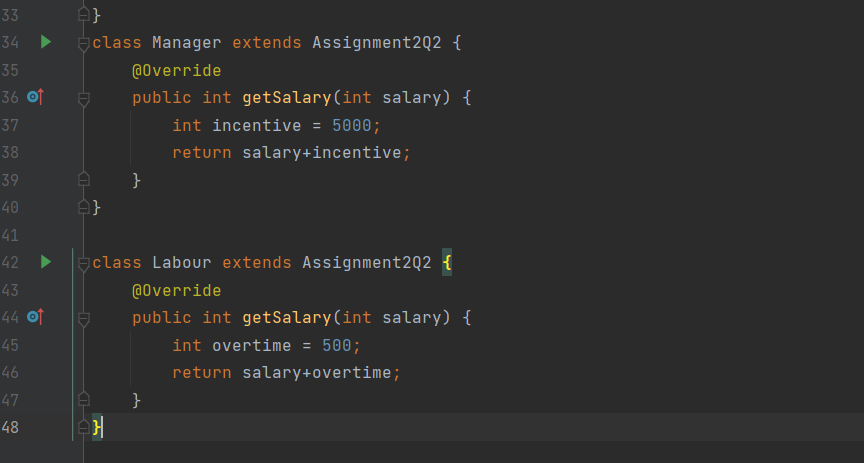 33 }
34 class Manager extends Assignment2Q2 {
35 @Override
36 public int getSalary(int salary) {
37 int incentive = 5000;
38 return salary+incentive;
39 }
40 }
41
42 class Labour extends Assignment2Q2 {
43 @Override
44 public int getSalary(int salary) {
45 int overtime = 500;
46 return salary+overtime;
47 }
48 }